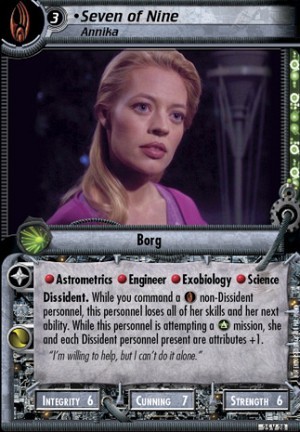 3 •Seven of Nine
Annika
Borg
Astrometrics Engineer Exobiology Science
Dissident. While you command a non-Dissident
personnel, this personnel loses all of her skills and her next
ability. While this personnel is attempting a mission, she
and each Dissident personnel present are attributes +1.
"I'm willing to help, but I can't do it alone."
Integrity 6 Cunning 7 Strength 6